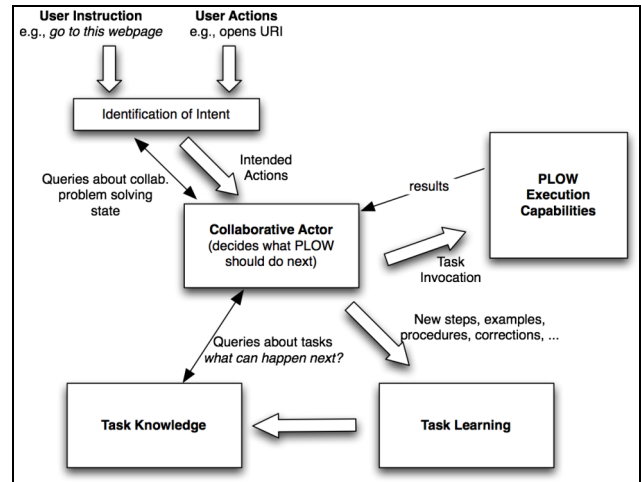 User Instruction
e.g., go to this webpage
User Actions
e.g., opens URI
Identification of Intent
Queries about collab.
problem solving
state
Intended
Actions
results
PLOW
Execution
Capabilities
Collaborative Actor
(decides what PLOW
should do next)
Task
Invocation
New steps, examples,
procedures, corrections, ...
Queries about tasks
what can happen next?
Task Knowledge
Task Learning